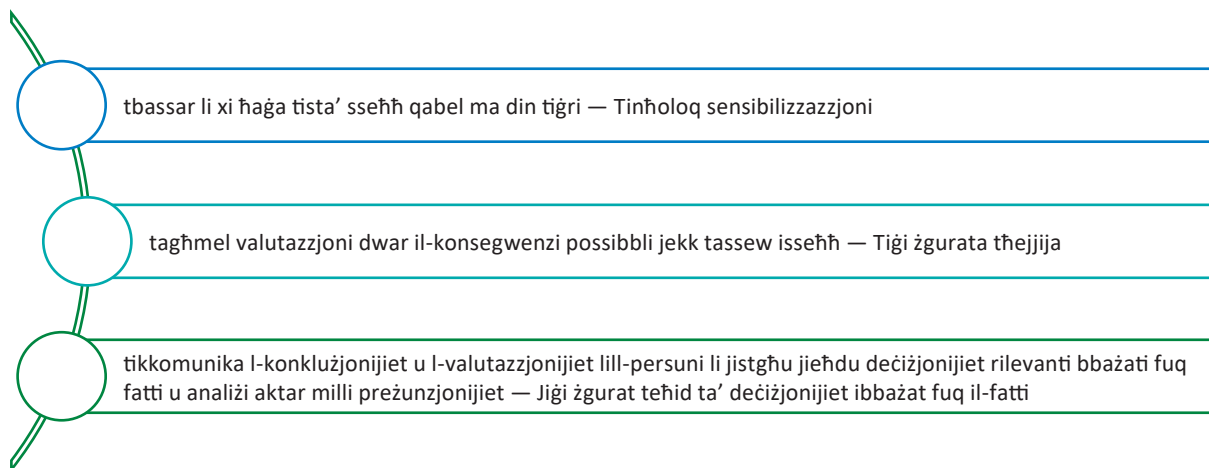 tbassar li xi ħaġa tista’ sseħħ qabel ma din tiġri — Tinħoloq sensibilizzazzjoni
tagħmel valutazzjoni dwar il-konsegwenzi possibbli jekk tassew isseħħ — Tiġi żgurata tħejjija
tikkomunika l-konklużjonijiet u l-valutazzjonijiet lill-persuni li jistgħu jieħdu deċiżjonijiet rilevanti bbażati fuq
fatti u analiżi aktar milli preżunzjonijiet — Jiġi żgurat teħid ta’ deċiżjonijiet ibbażat fuq il-fatti